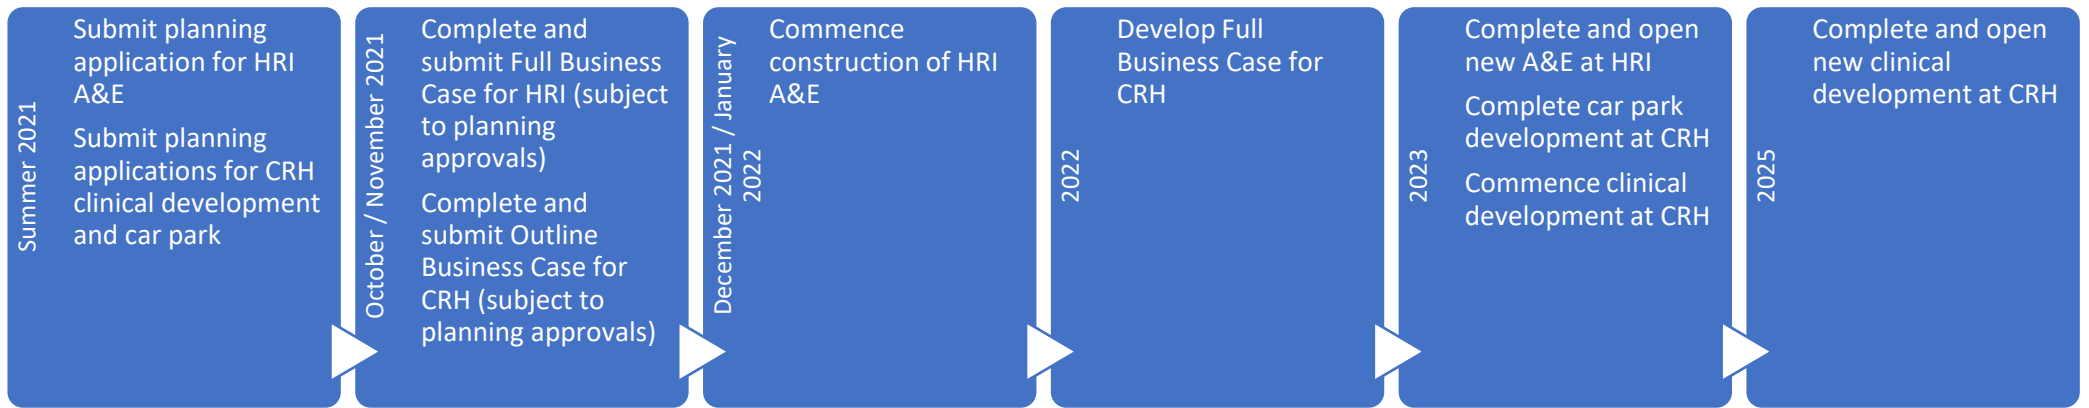 Summer 2021
Submit planning
application for HRI
A&E
Submit planning
applications for CRH
clinical development
and car park
October / November 2021
Complete and
submit Full Business
Case for HRI (subject
to planning
approvals)
Complete and
submit Outline
Business Case for
CRH (subject to
planning approvals)
December 2021 / January
2022
Commence
construction of HRI
A&E
2022
Develop Full
Business Case for
CRH
2023
Complete and open
new A&E at HRI
Complete car park
development at CRH
Commence clinical
development at CRH
2025
Complete and open
new clinical
development at CRH